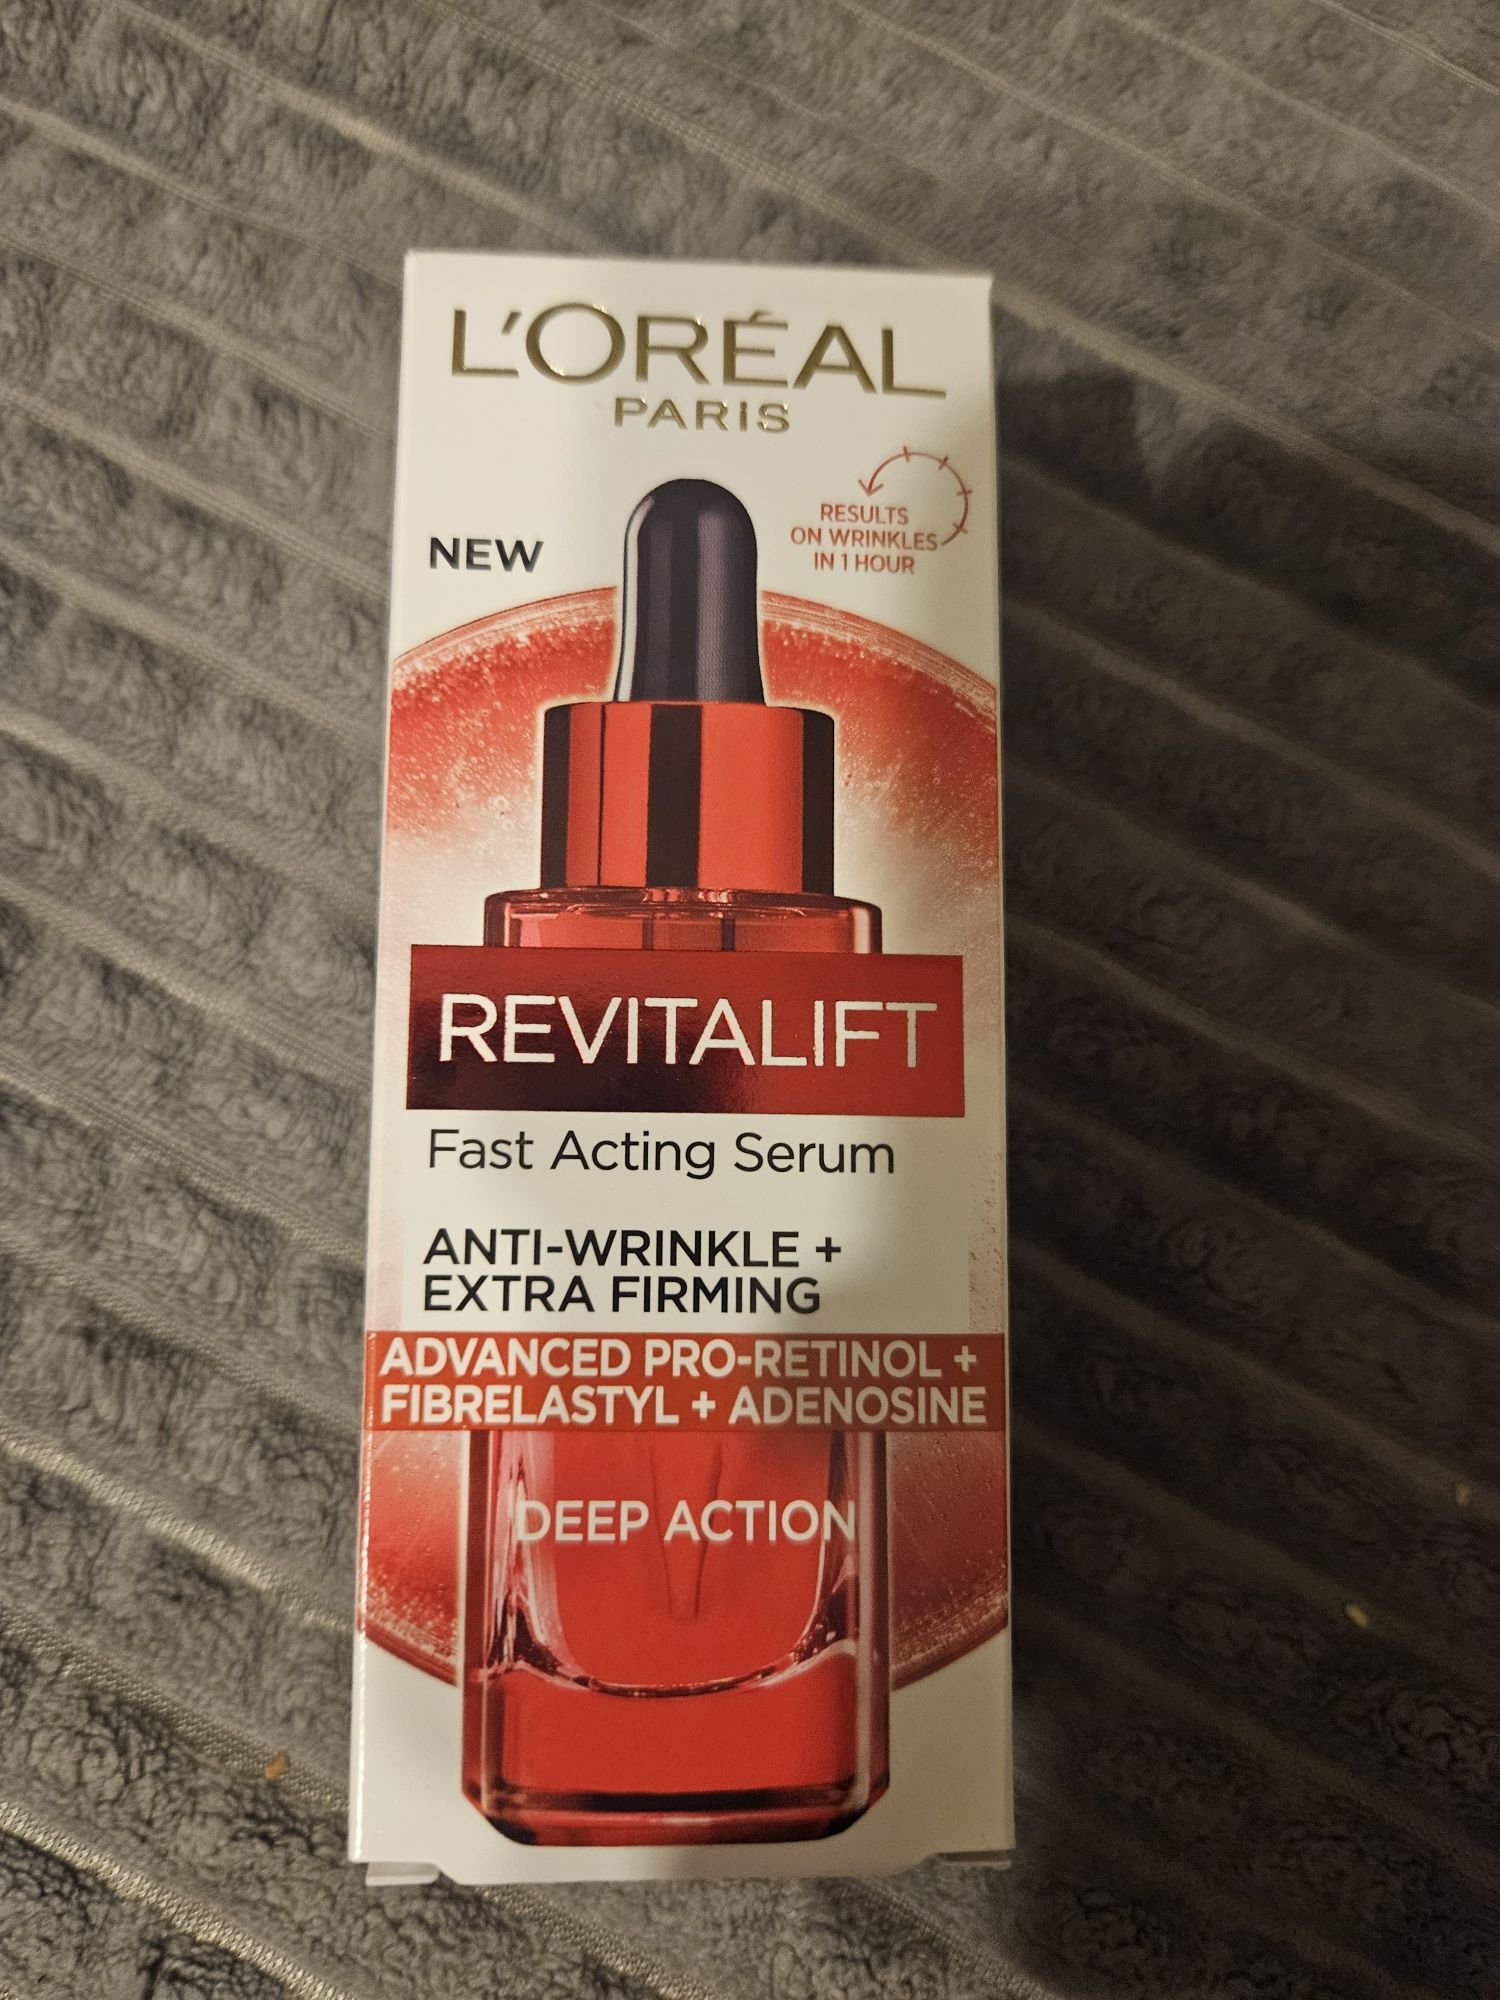 L'ORÉAL
PARIS
NEW
RESULTS
ON WRINKLES
IN 1 HOUR
REVITALIFT
Fast Acting Serum
ANTI-WRINKLE +
EXTRA FIRMING
ADVANCED PRO-RETINOL +
FIBRELASTYL + ADENOSINE
DEEP ACTION